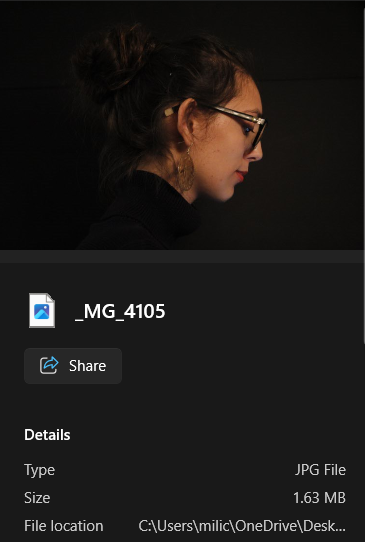 _MG_4105
Share
Details
Type JPG File
Size 1.63 MB
File location C:\Users\milic\OneDrive\Desk...